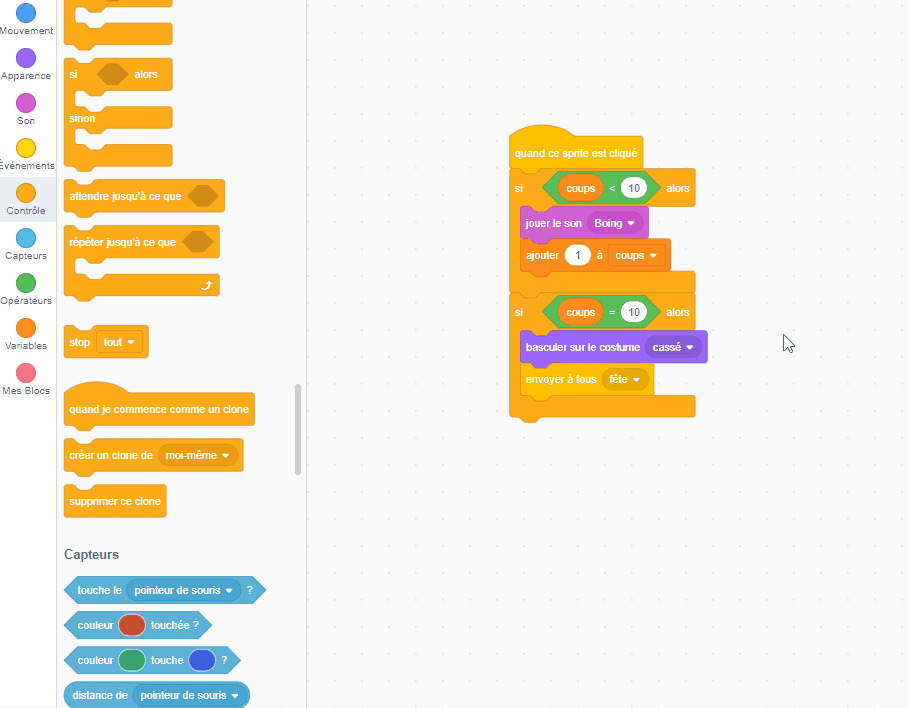 Mouvement
Apparence
Son
Événements
Contrôle
Capteurs
Opérateurs
Variables
Mes Blocs
si alors
sinon
attendre jusqu'à ce que
répéter jusqu'à ce que
stop tout
quand je commence comme un clone
créer un clone de moi-même
supprimer ce clone
Capteurs
touche le pointeur de souris ?
couleur touchée ?
couleur touche ?
distance de pointeur de souris
quand ce sprite est cliqué
si coups < 10 alors
jouer le son Boing
ajouter 1 à coups
si coups = 10 alors
basculer sur le costume cassé
envoyer à tous fête